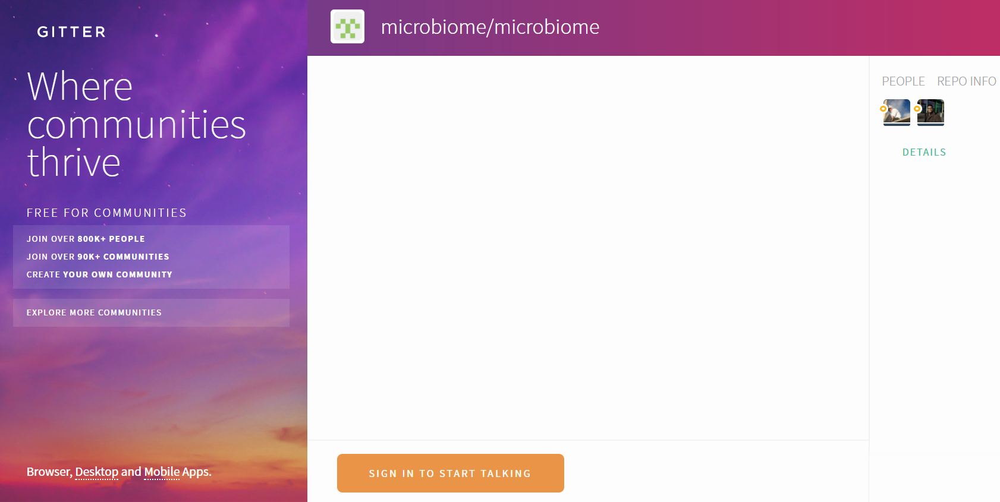 GITTER
Where
communities
thrive
FREE FOR COMMUNITIES
JOIN OVER 800K+ PEOPLE
JOIN OVER 90K+ COMMUNITIES
CREATE YOUR OWN COMMUNITY
EXPLORE MORE COMMUNITIES
Browser, Desktop and Mobile Apps.
microbiome/microbiome
SIGN IN TO START TALKING
PEOPLE REPO INFO
DETAILS